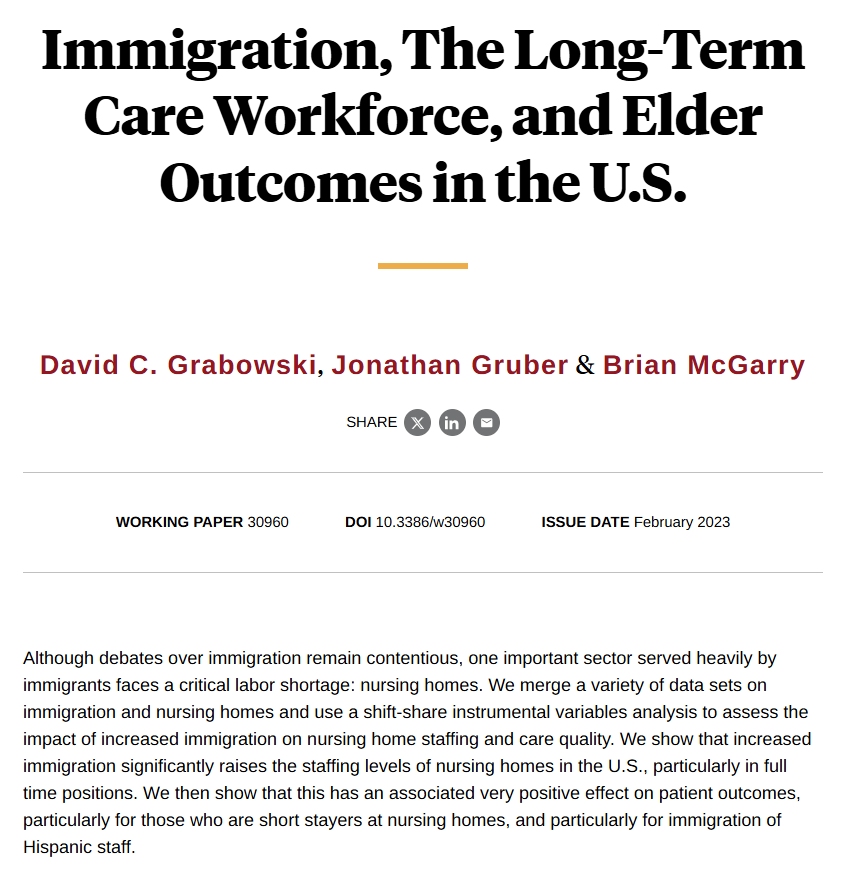 Immigration, The Long-Term
Care Workforce, and Elder
Outcomes in the U.S.
David C. Grabowski, Jonathan Gruber & Brian McGarry
SHARE X in
WORKING PAPER 30960 DOI 10.3386/w30960 ISSUE DATE February 2023
Although debates over immigration remain contentious, one important sector served heavily by
immigrants faces a critical labor shortage: nursing homes. We merge a variety of data sets on
immigration and nursing homes and use a shift-share instrumental variables analysis to assess the
impact of increased immigration on nursing home staffing and care quality. We show that increased
immigration significantly raises the staffing levels of nursing homes in the U.S., particularly in full
time positions. We then show that this has an associated very positive effect on patient outcomes,
particularly for those who are short stayers at nursing homes, and particularly for immigration of
Hispanic staff.